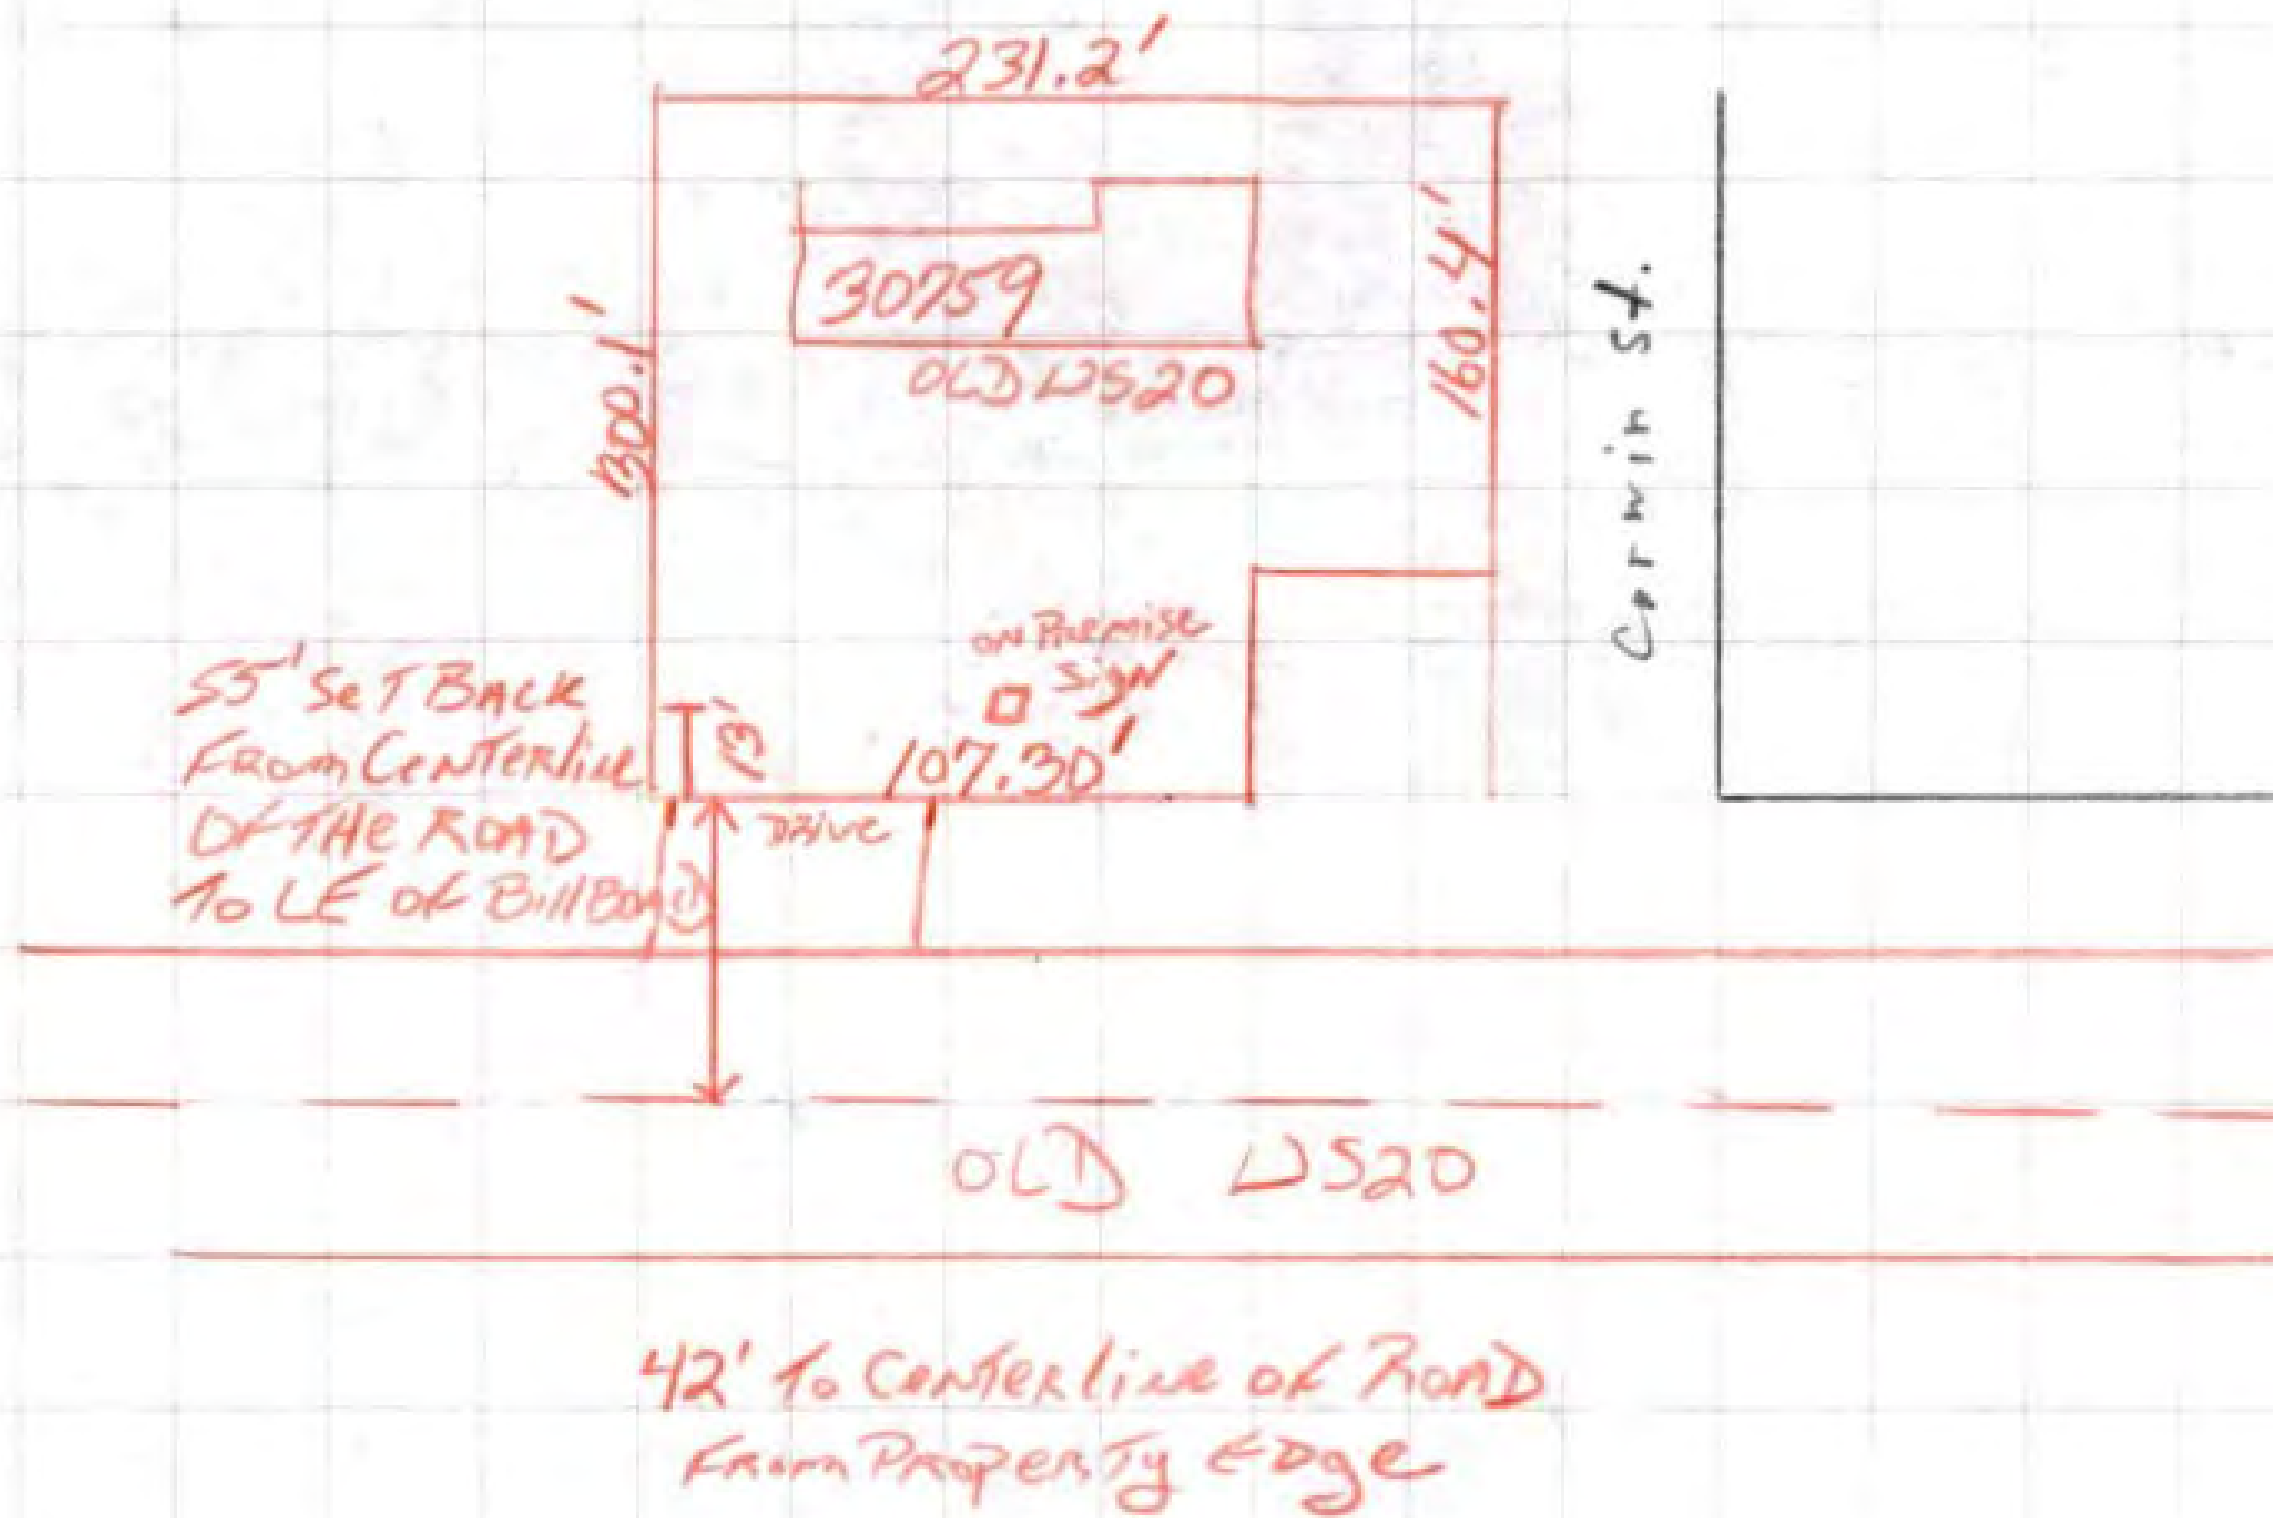 231.2'
30759
OLD US20
300.1'
160.4'
Corwin St.
on Premise
Sign
55' SeT BACK
From CenTerline
Of THE ROAD
To LE of BillBoard
13'
107.30'
Drive
OLD US20
42' To CenTerline of ROAD
From PropenTy EDge